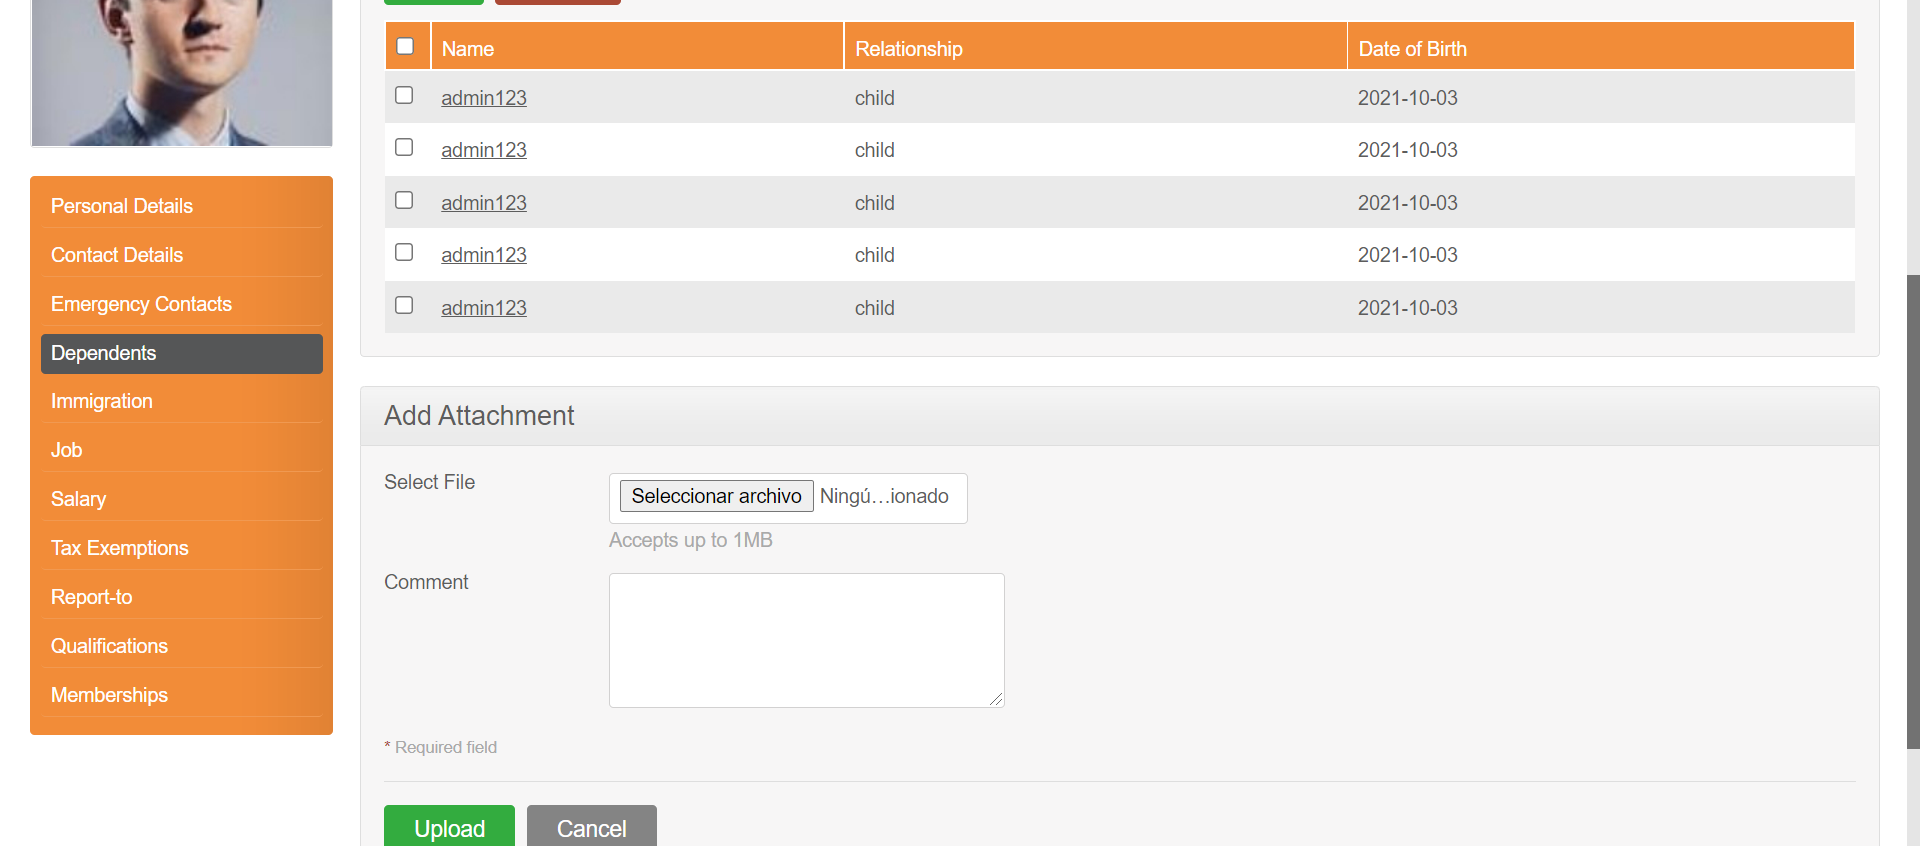 Name Relationship Date of Birth
admin123 child 2021-10-03
admin123 child 2021-10-03
admin123 child 2021-10-03
admin123 child 2021-10-03
admin123 child 2021-10-03
Personal Details
Contact Details
Emergency Contacts
Dependents
Immigration
Job
Salary
Tax Exemptions
Report-to
Qualifications
Memberships
Add Attachment
Select File
Seleccionar archivo Ningú…ionado
Accepts up to 1MB
Comment
* Required field
Upload Cancel